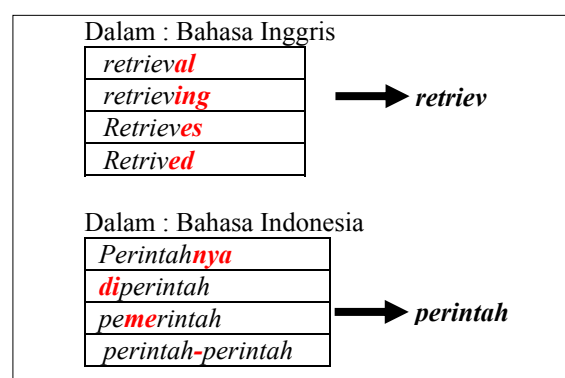 Dalam : Bahasa Inggris
retrieval
retrieving
retriev
Retrieves
Retrived
Dalam : Bahasa Indonesia
Perintahnya
diperintah
pemerintah
perintah
perintah-perintah